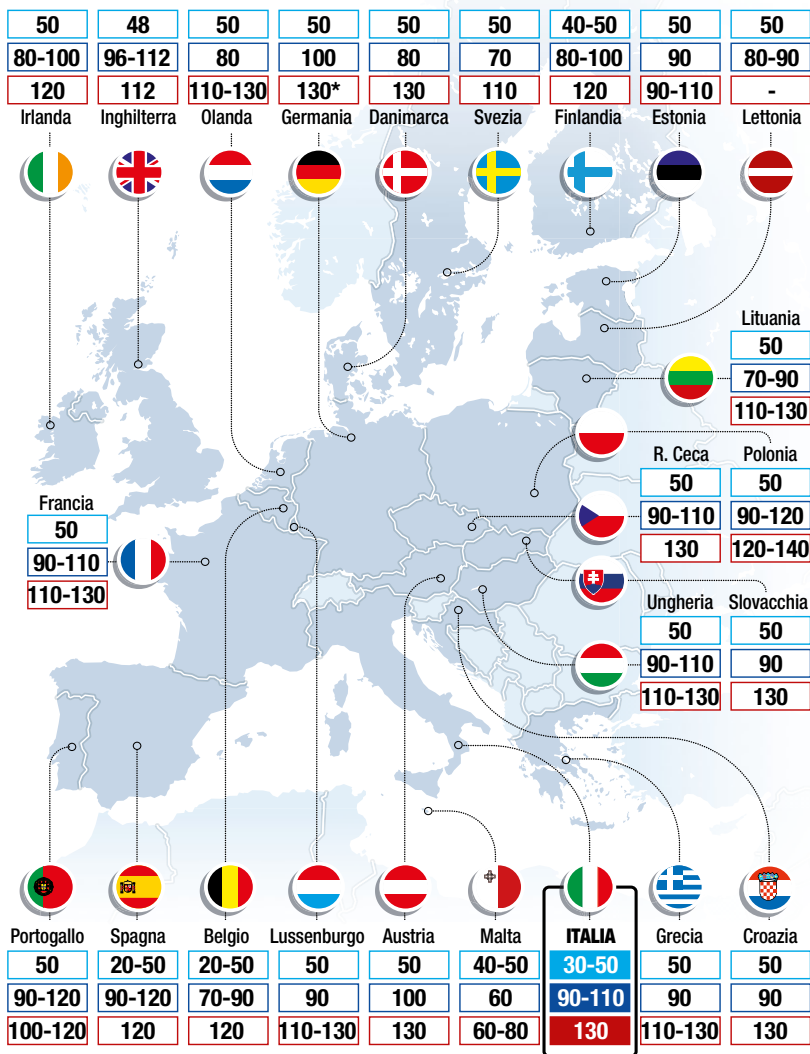 50 48 50 50 50 50 40-50 50 50
80-100 96-112 80 100 80 70 80-100 90 80-90
120 112 110-130 130* 130 110 120 90-110 -
Irlanda Inghilterra Olanda Germania Danimarca Svezia Finlandia Estonia Lettonia
Lituania
50
70-90
110-130
R. Ceca Polonia
50 50
90-110 90-120
130 120-140
Francia
50
90-110
110-130
Ungheria Slovacchia
50 50
90-110 90
110-130 130
Portogallo Spagna Belgio Lussenburgo Austria Malta ITALIA Grecia Croazia
50 20-50 20-50 50 50 40-50 30-50 50 50
90-120 90-120 70-90 90 100 60 90-110 90 90
100-120 120 120 110-130 130 60-80 130 110-130 130